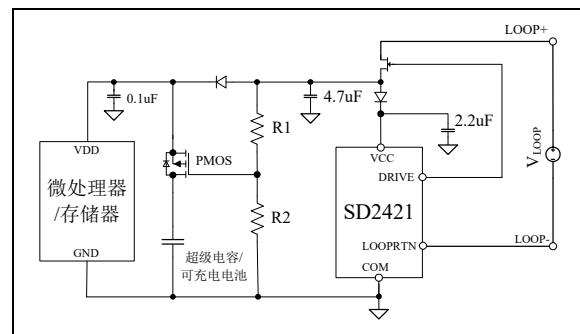 LOOP+
0.1uF
4.7uF
2.2uF
R1
VDD
PMOS
VCC
DRIVE
VLOOP
微处理器
/存储器
SD2421
R2
GND
超级电容/
可充电电池
LOOPRTN
LOOP-
COM